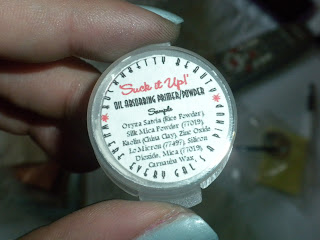 BEAUTY
'Suck it Up!'
OIL ABSORBING PRIMER/POWDER
Sample
Oryza Sativa (Rice Powder),
Silk Mica Powder (77019),
Kaolin (China Clay), Zinc Oxide
Lo Micron (77497), Silicon
Dioxide, Mica (77019),
Carnauba Wax
EVERY GAL'S A